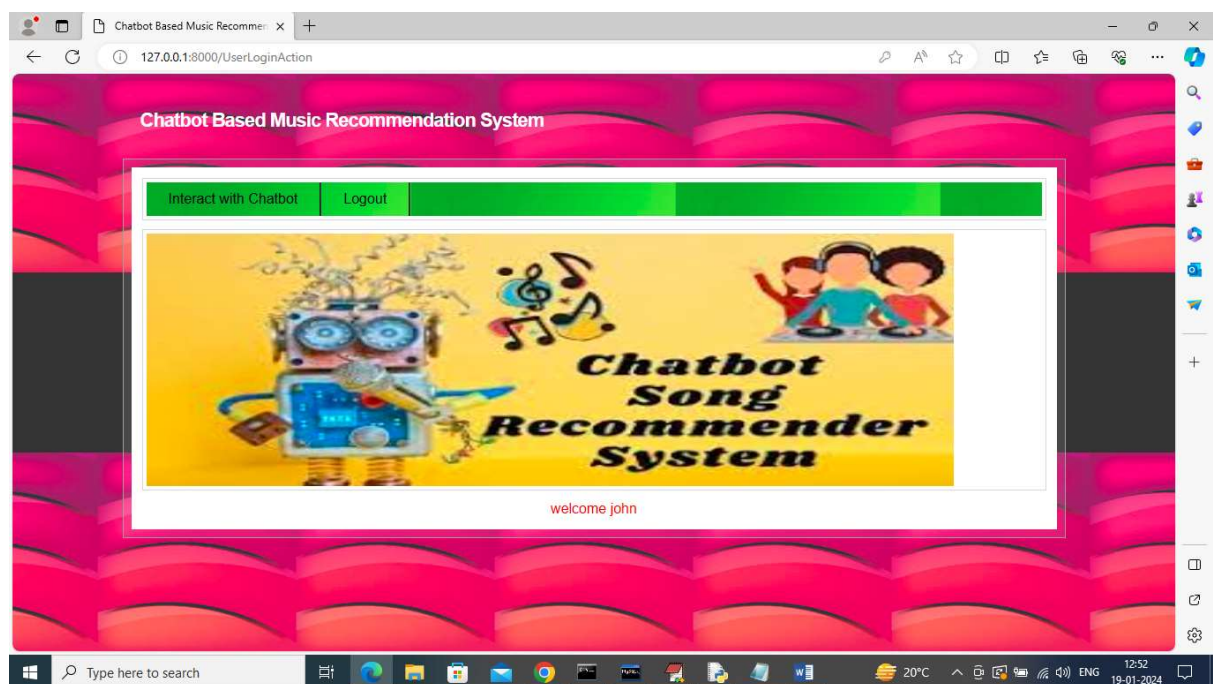 Chatbot Based Music Recommen
127.0.0.1:8000/UserLoginAction
Chatbot Based Music Recommendation System
Interact with Chatbot
Logout
Chatbot
Song
Recommender
System
welcome john
Type here to search
20°C
ENG
12:52
19-01-2024